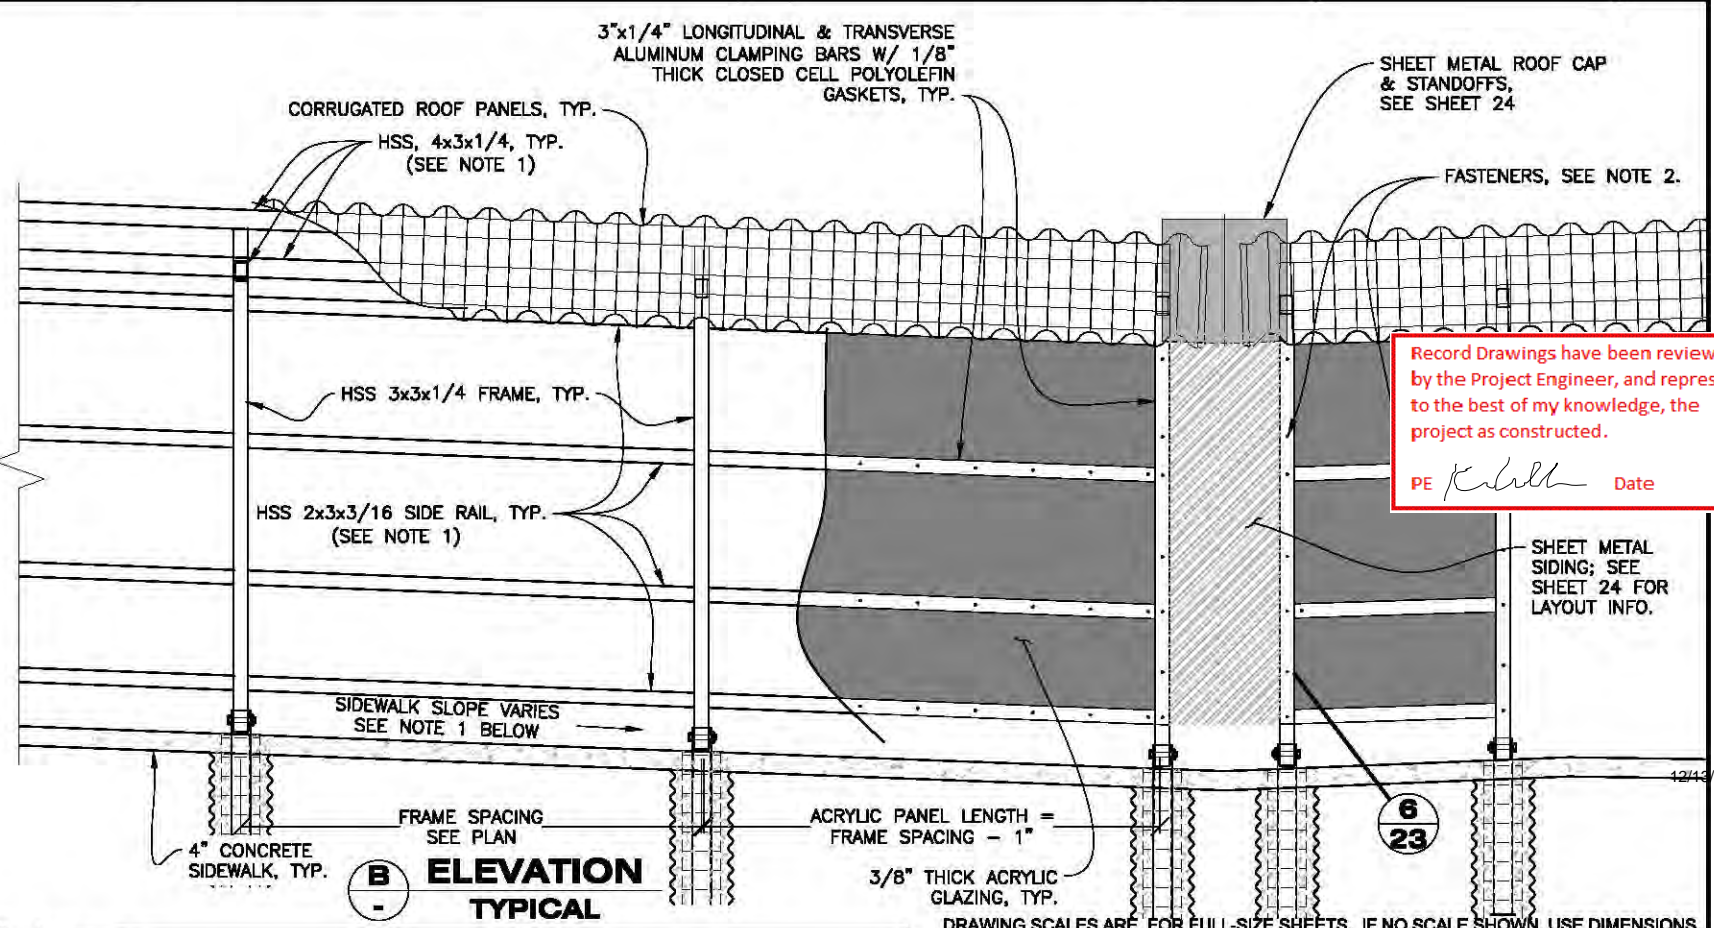 3"x1/4" LONGITUDINAL & TRANSVERSE
ALUMINUM CLAMPING BARS W/ 1/8"
THICK CLOSED CELL POLYOLEFIN
GASKETS, TYP.
SHEET METAL ROOF CAP
& STANDOFFS,
SEE SHEET 24
CORRUGATED ROOF PANELS, TYP.
HSS, 4x3x1/4, TYP.
(SEE NOTE 1)
FASTENERS, SEE NOTE 2.
Record Drawings have been review
by the Project Engineer, and repres
to the best of my knowledge, the
project as constructed.
PE
Date
HSS 3x3x1/4 FRAME, TYP.
HSS 2x3x3/16 SIDE RAIL, TYP.
(SEE NOTE 1)
SHEET METAL
SIDING; SEE
SHEET 24 FOR
LAYOUT INFO.
SIDEWALK SLOPE VARIES
SEE NOTE 1 BELOW
12/13/
FRAME SPACING
SEE PLAN
ACRYLIC PANEL LENGTH =
FRAME SPACING - 1"
6
23
4" CONCRETE
SIDEWALK, TYP.
B
-
ELEVATION
TYPICAL
3/8" THICK ACRYLIC
GLAZING, TYP.
DRAWING SCALES ARE FOR FULL-SIZE SHEETS. IF NO SCALE SHOWN, USE DIMENSIONS